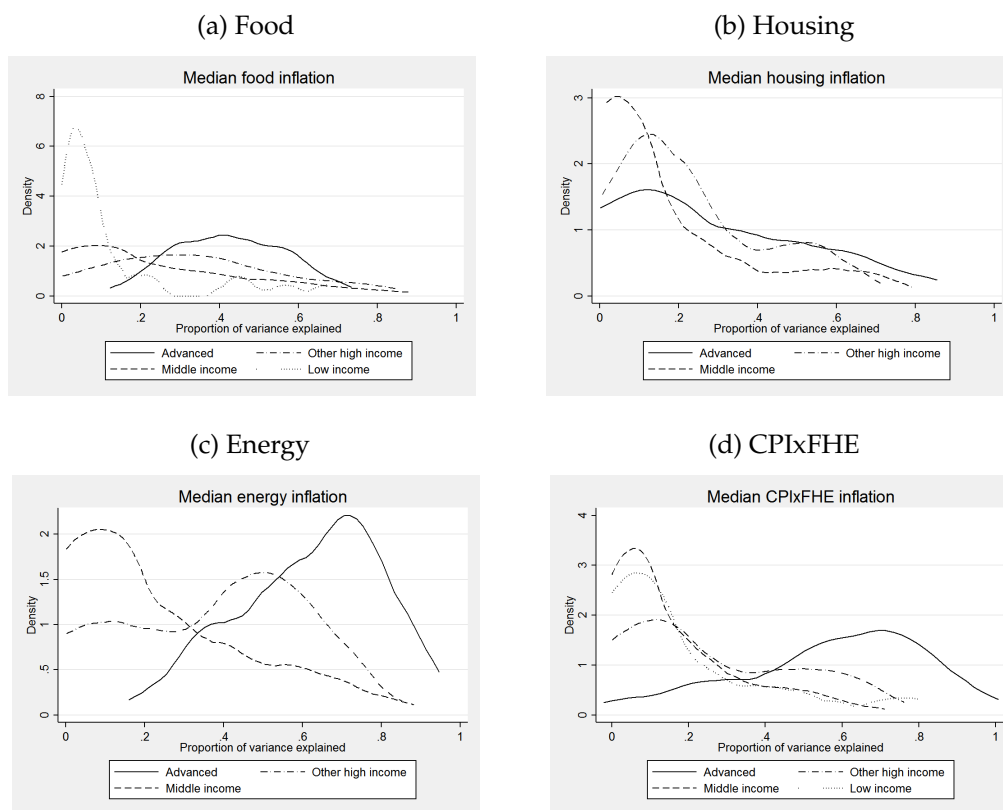 (a) Food
Median food inflation
8
6
4
2
0
Density
0 .2 .4 .6 .8 1
Proportion of variance explained
Advanced Other high income
Middle income Low income
(b) Housing
Median housing inflation
3
2
1
0
Density
0 .2 .4 .6 .8 1
Proportion of variance explained
Advanced Other high income
Middle income
(c) Energy
Median energy inflation
2
1.5
1
.5
0
Density
0 .2 .4 .6 .8 1
Proportion of variance explained
Advanced Other high income
Middle income
(d) CPIxFHE
Median CPIxFHE inflation
4
3
2
1
0
Density
0 .2 .4 .6 .8 1
Proportion of variance explained
Advanced Other high income
Middle income Low income